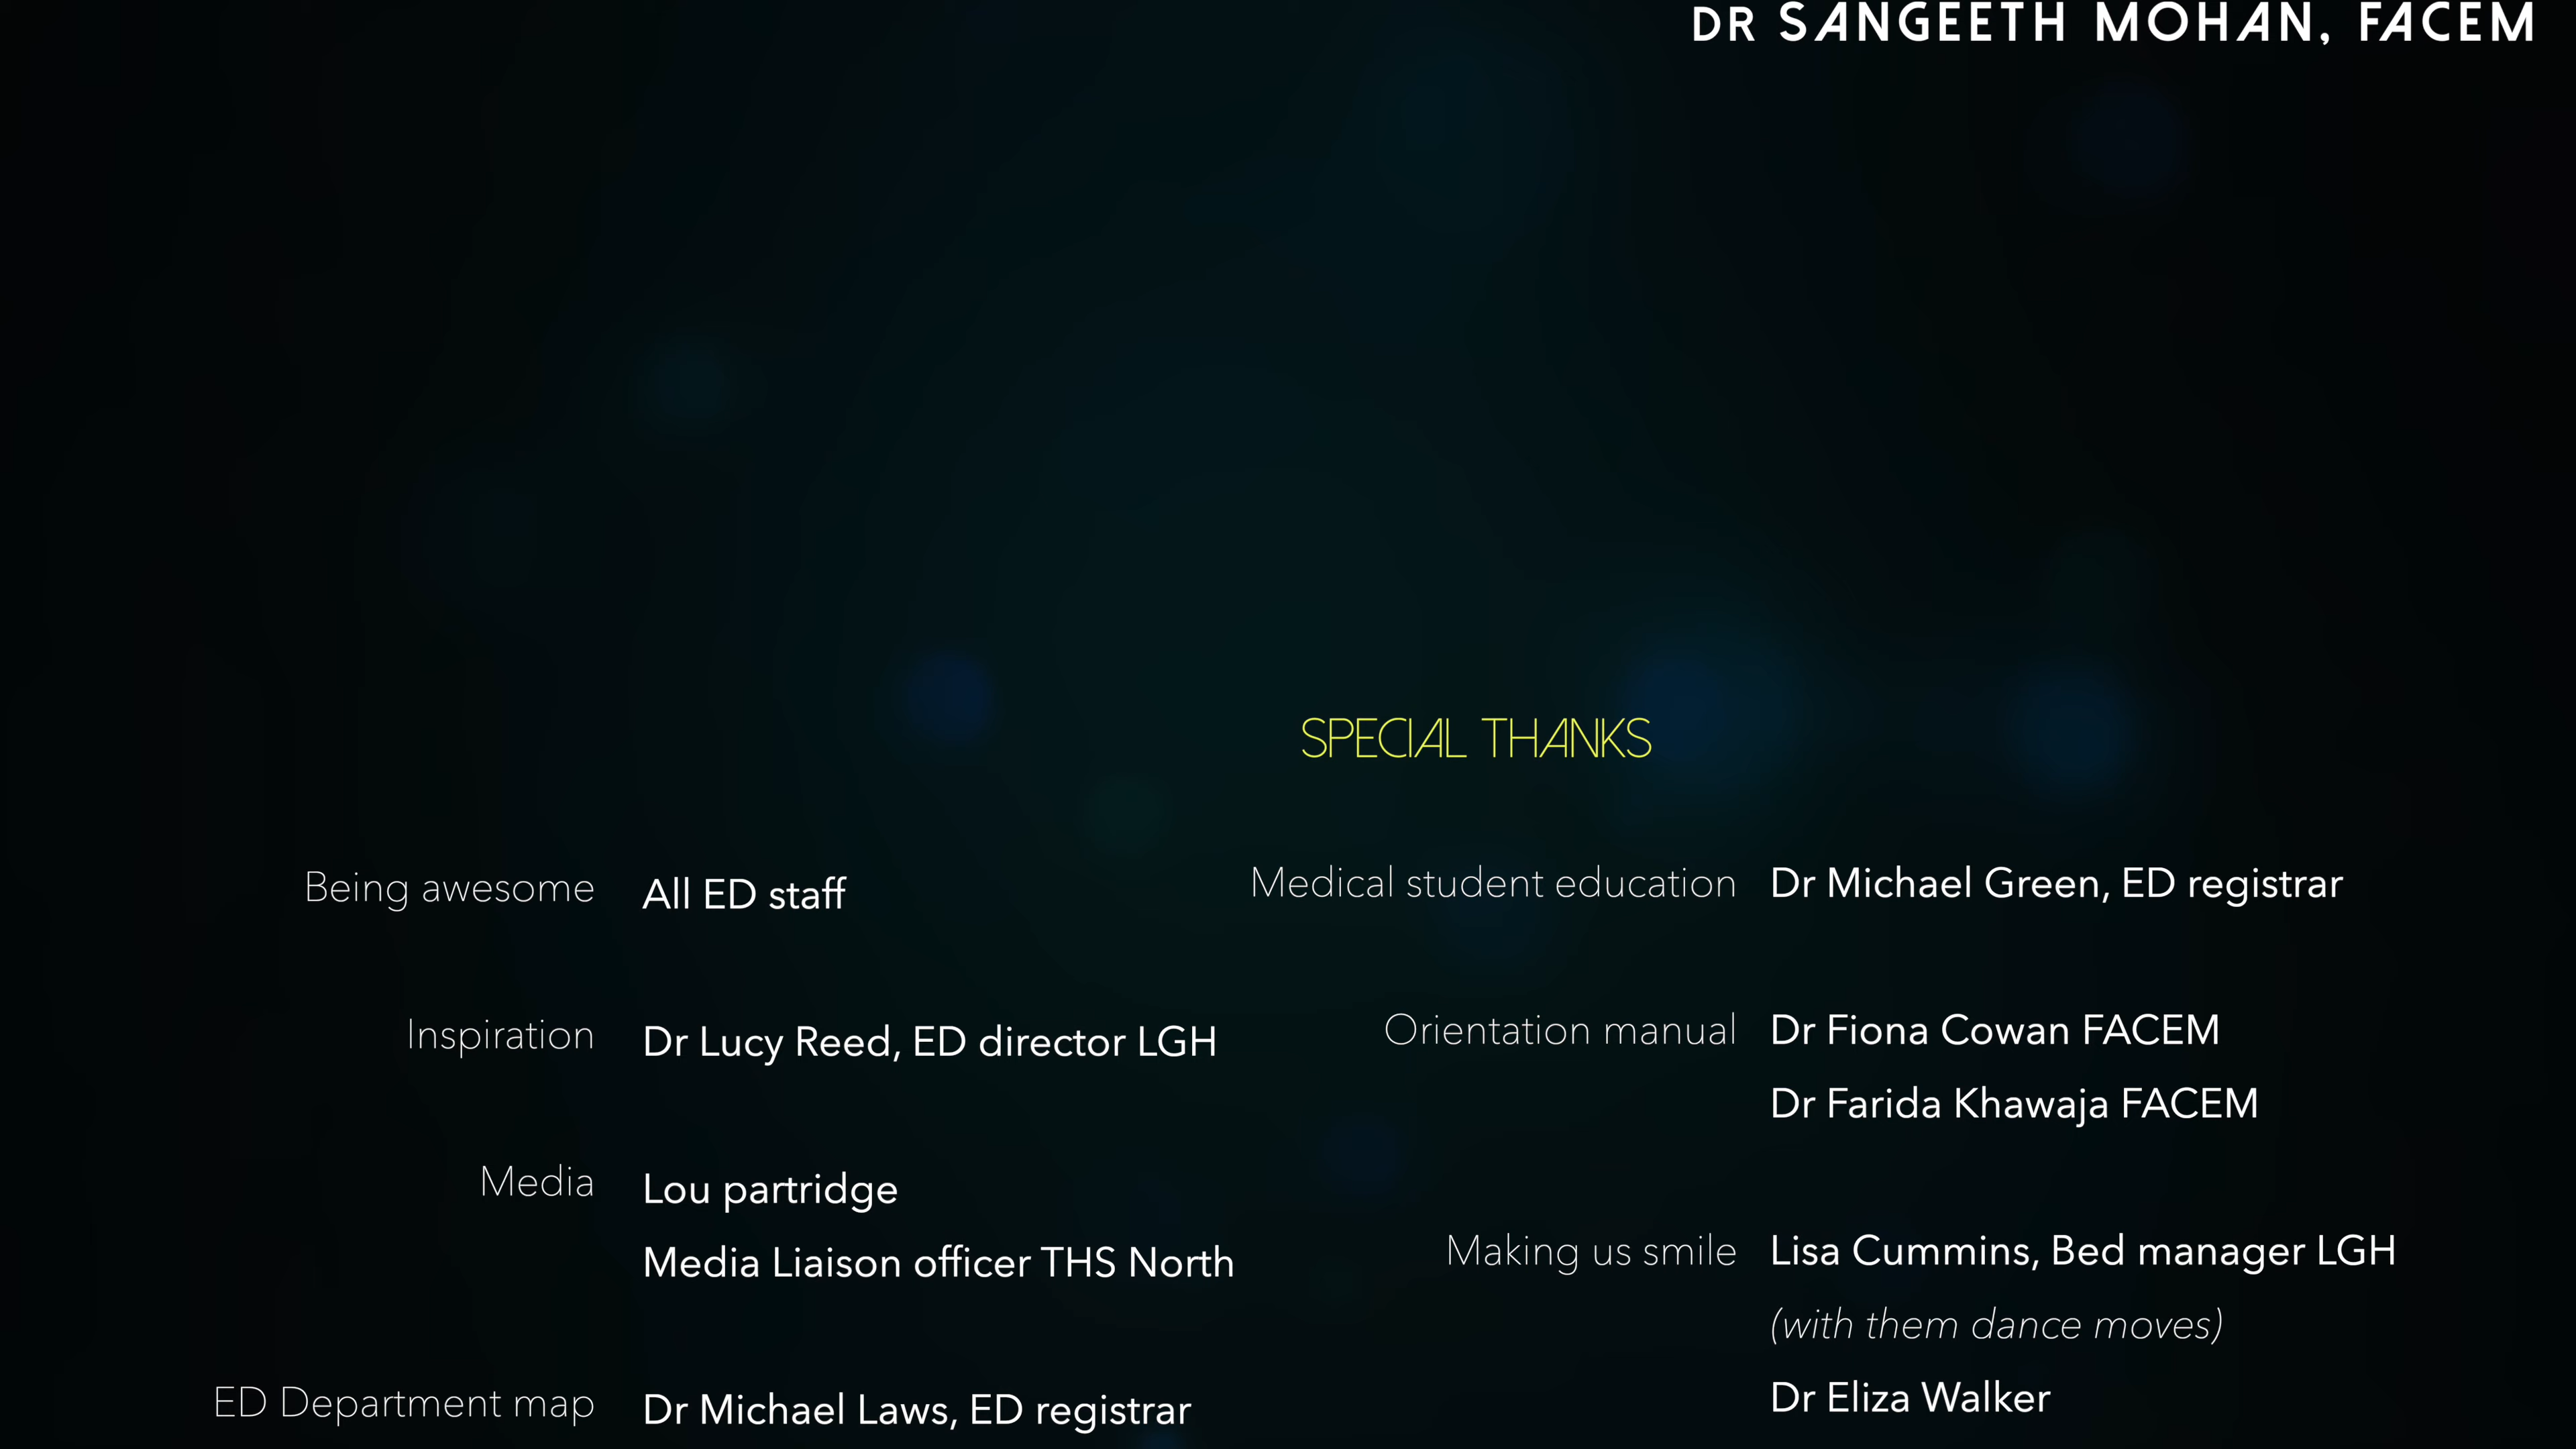 DR SANGEETH MOHAN, FACEM
SPECIAL THANKS
Being awesome All ED staff
Inspiration Dr Lucy Reed, ED director LGH
Media Lou partridge
Media Liaison officer THS North
ED Department map Dr Michael Laws, ED registrar
Medical student education Dr Michael Green, ED registrar
Orientation manual Dr Fiona Cowan FACEM
Dr Farida Khawaja FACEM
Making us smile Lisa Cummins, Bed manager LGH
(with them dance moves)
Dr Eliza Walker